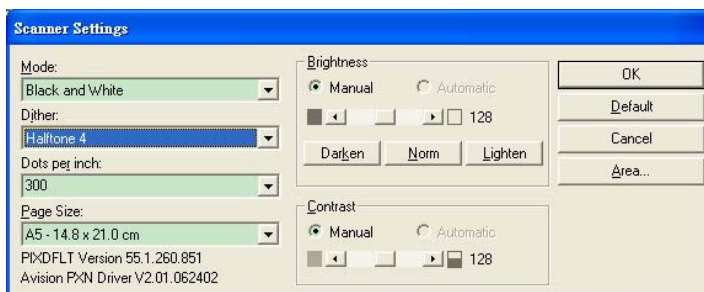 Scanner Settings
Mode:
Black and White
Dither:
Halftone 4
Dots per inch:
300
Page Size:
A5 - 14.8 x 21.0 cm
PIXDFLT Version 55.1.260.851
Avision PXN Driver V2.01.062402
Brightness
Manual
Automatic
128
Darken
Norm
Lighten
Contrast
Manual
Automatic
128
OK
Default
Cancel
Area...